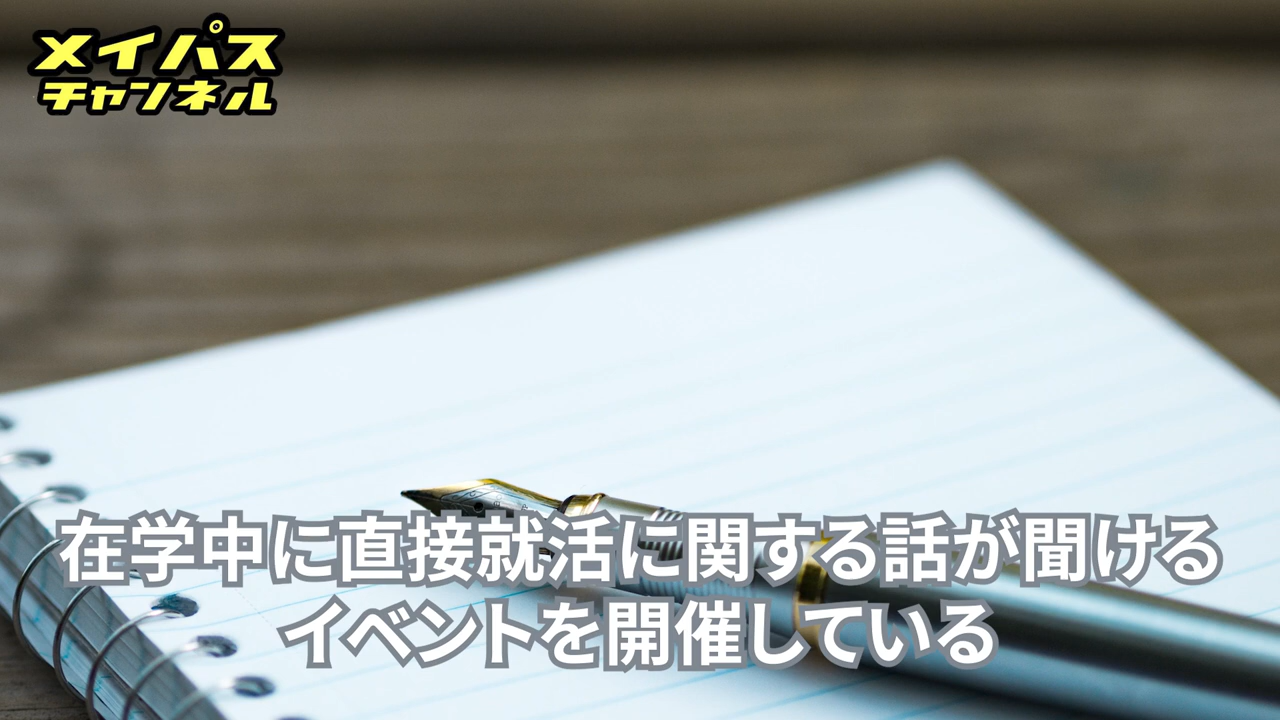 メイパス
チャンネル
在学中に直接就活に関する話が聞ける
イベントを開催している